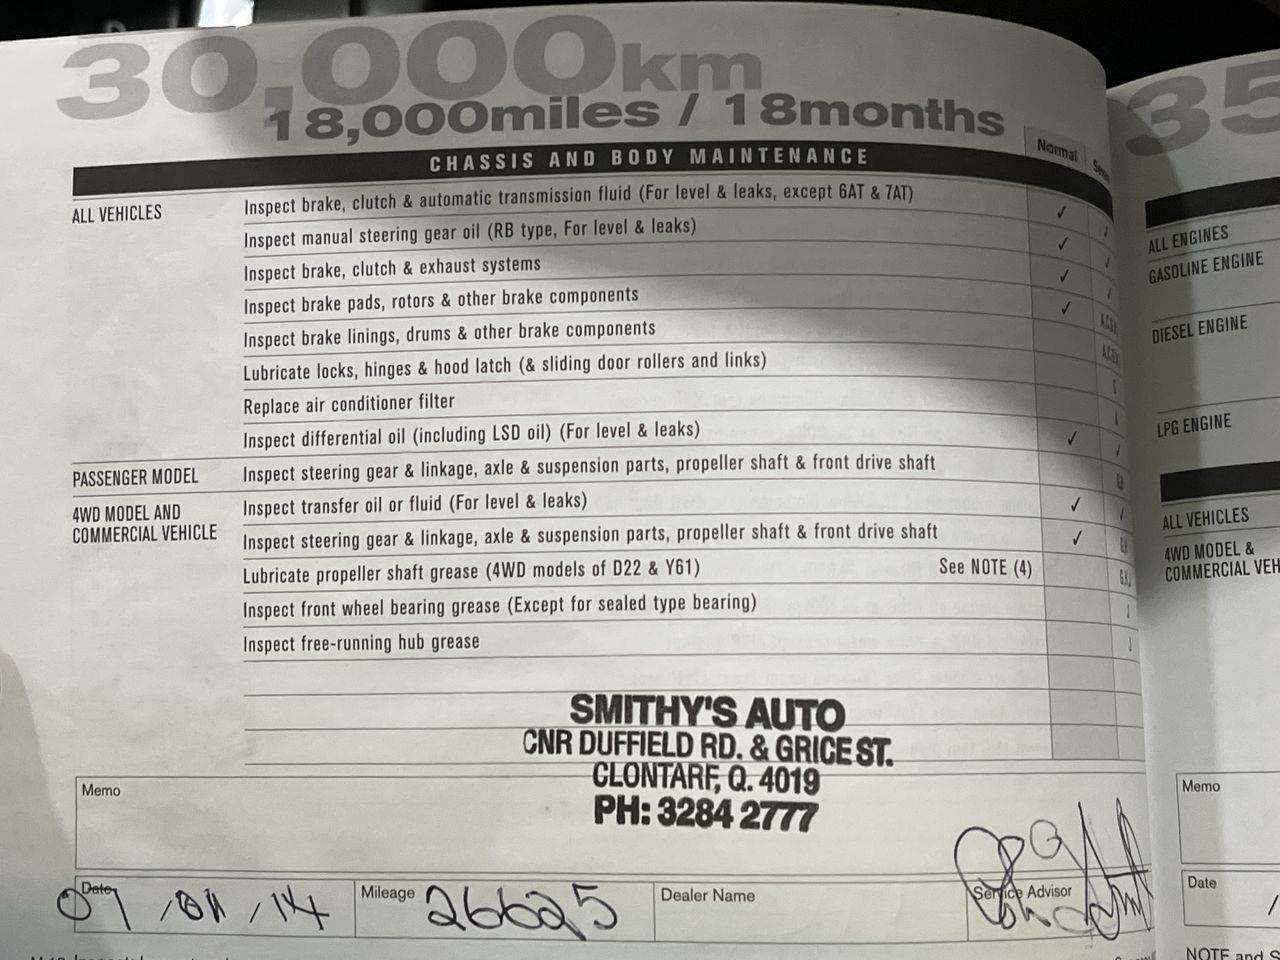 30,000km
18,000miles / 18months
CHASSIS AND BODY MAINTENANCE
Normal
ALL VEHICLES
Inspect brake, clutch & automatic transmission fluid (For level & leaks, except 6AT & 7AT) ✓
Inspect manual steering gear oil (RB type, For level & leaks) ✓
Inspect brake, clutch & exhaust systems ✓
Inspect brake pads, rotors & other brake components ✓
Inspect brake linings, drums & other brake components
Lubricate locks, hinges & hood latch (& sliding door rollers and links)
Replace air conditioner filter
Inspect differential oil (including LSD oil) (For level & leaks) ✓
PASSENGER MODEL Inspect steering gear & linkage, axle & suspension parts, propeller shaft & front drive shaft
4WD MODEL AND
COMMERCIAL VEHICLE
Inspect transfer oil or fluid (For level & leaks) ✓
Inspect steering gear & linkage, axle & suspension parts, propeller shaft & front drive shaft ✓
Lubricate propeller shaft grease (4WD models of D22 & Y61) See NOTE (4)
Inspect front wheel bearing grease (Except for sealed type bearing)
Inspect free-running hub grease
SMITHY'S AUTO
CNR DUFFIELD RD. & GRICE ST.
CLONTARF, Q. 4019
PH: 3284 2777
Memo
Date
Mileage 26625
Dealer Name
Service Advisor
35
ALL ENGINES
GASOLINE ENGINE
DIESEL ENGINE
LPG ENGINE
ALL VEHICLES
4WD MODEL &
COMMERCIAL VEH
Memo
Date
/
NOTE and S